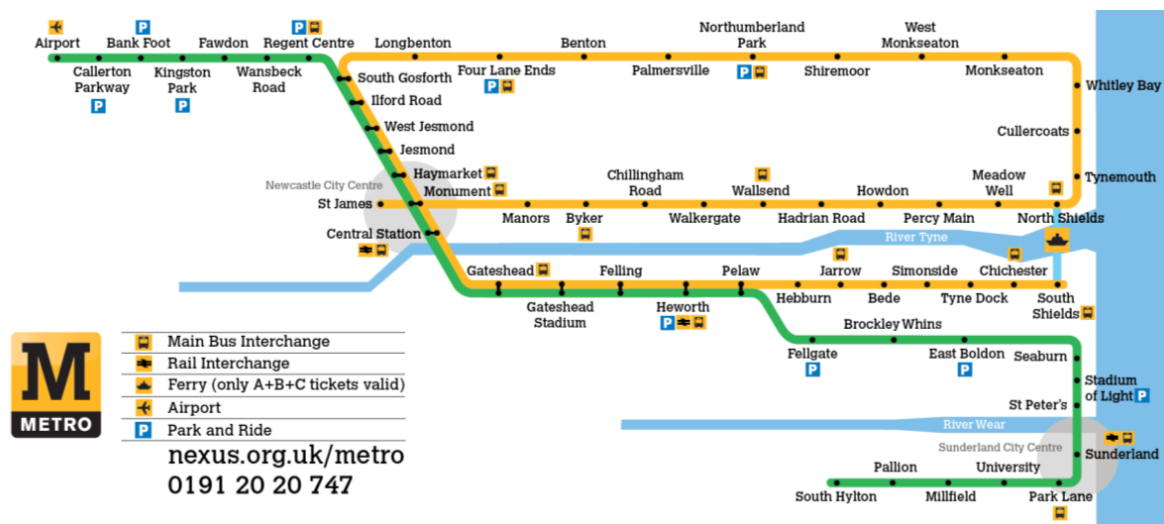 Airport
Callerton
Parkway
Bank Foot
Kingston
Park
Fawdon
Wansbeck
Road
Regent Centre
Longbenton
Four Lane Ends
Benton
Palmersville
Northumberland
Park
Shiremoor
West
Monkseaton
Monkseaton
Whitley Bay
Cullercoats
Tynemouth
South Gosforth
Ilford Road
West Jesmond
Jesmond
Haymarket
Newcastle City Centre
Monument
St James
Central Station
Manors
Byker
Chillingham
Road
Walkergate
Wallsend
Hadrian Road
Howdon
Percy Main
Meadow
Well
North Shields
River Tyne
Gateshead
Gateshead
Stadium
Felling
Heworth
Pelaw
Hebburn
Jarrow
Bede
Simonside
Tyne Dock
Chichester
South
Shields
Fellgate
Brockley Whins
East Boldon
Seaburn
Stadium
of Light
St Peter's
River Wear
Sunderland City Centre
Sunderland
Park Lane
University
Millfield
Pallion
South Hylton
M
METRO
Main Bus Interchange
Rail Interchange
Ferry (only A+B+C tickets valid)
Airport
P Park and Ride
nexus.org.uk/metro
0191 20 20 747
P
P
P
P
P
P
P
P
P
P